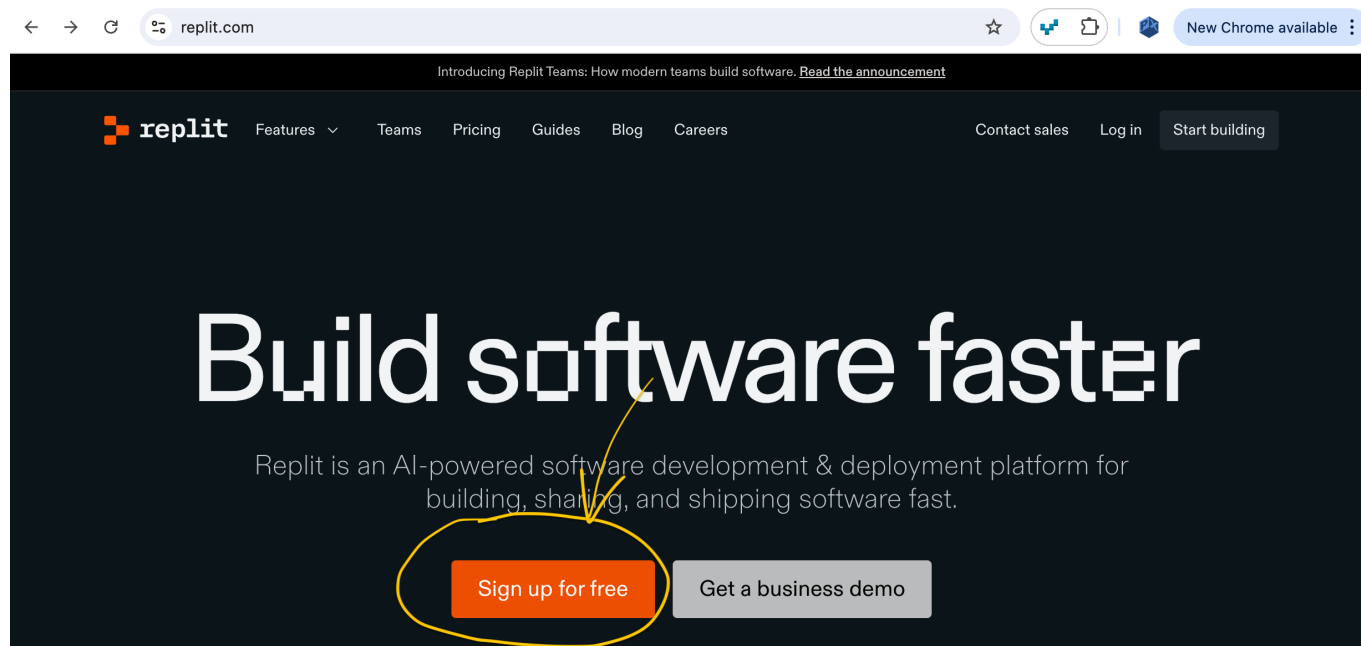 replit.com
New Chrome available
Introducing Replit Teams: How modern teams build software. Read the announcement
replit Features Teams Pricing Guides Blog Careers Contact sales Log in Start building
Build software faster
Replit is an AI-powered software development & deployment platform for
building, sharing, and shipping software fast.
Sign up for free
Get a business demo